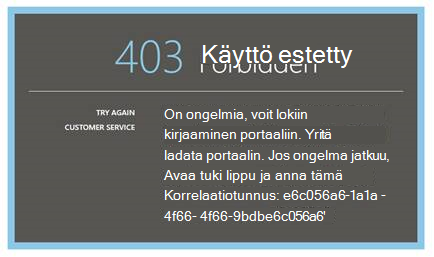 403 Käyttö estetty
Forbidden
TRY AGAIN
CUSTOMER SERVICE
On ongelmia, voit lokiin
kirjaaminen portaaliin. Yritä
ladata portaalin. Jos ongelma jatkuu,
Avaa tuki lippu ja anna tämä
Korrelaatiotunnus: e6c056a6-1a1a -
4f66- 4f66-9bdbe6c056a6'